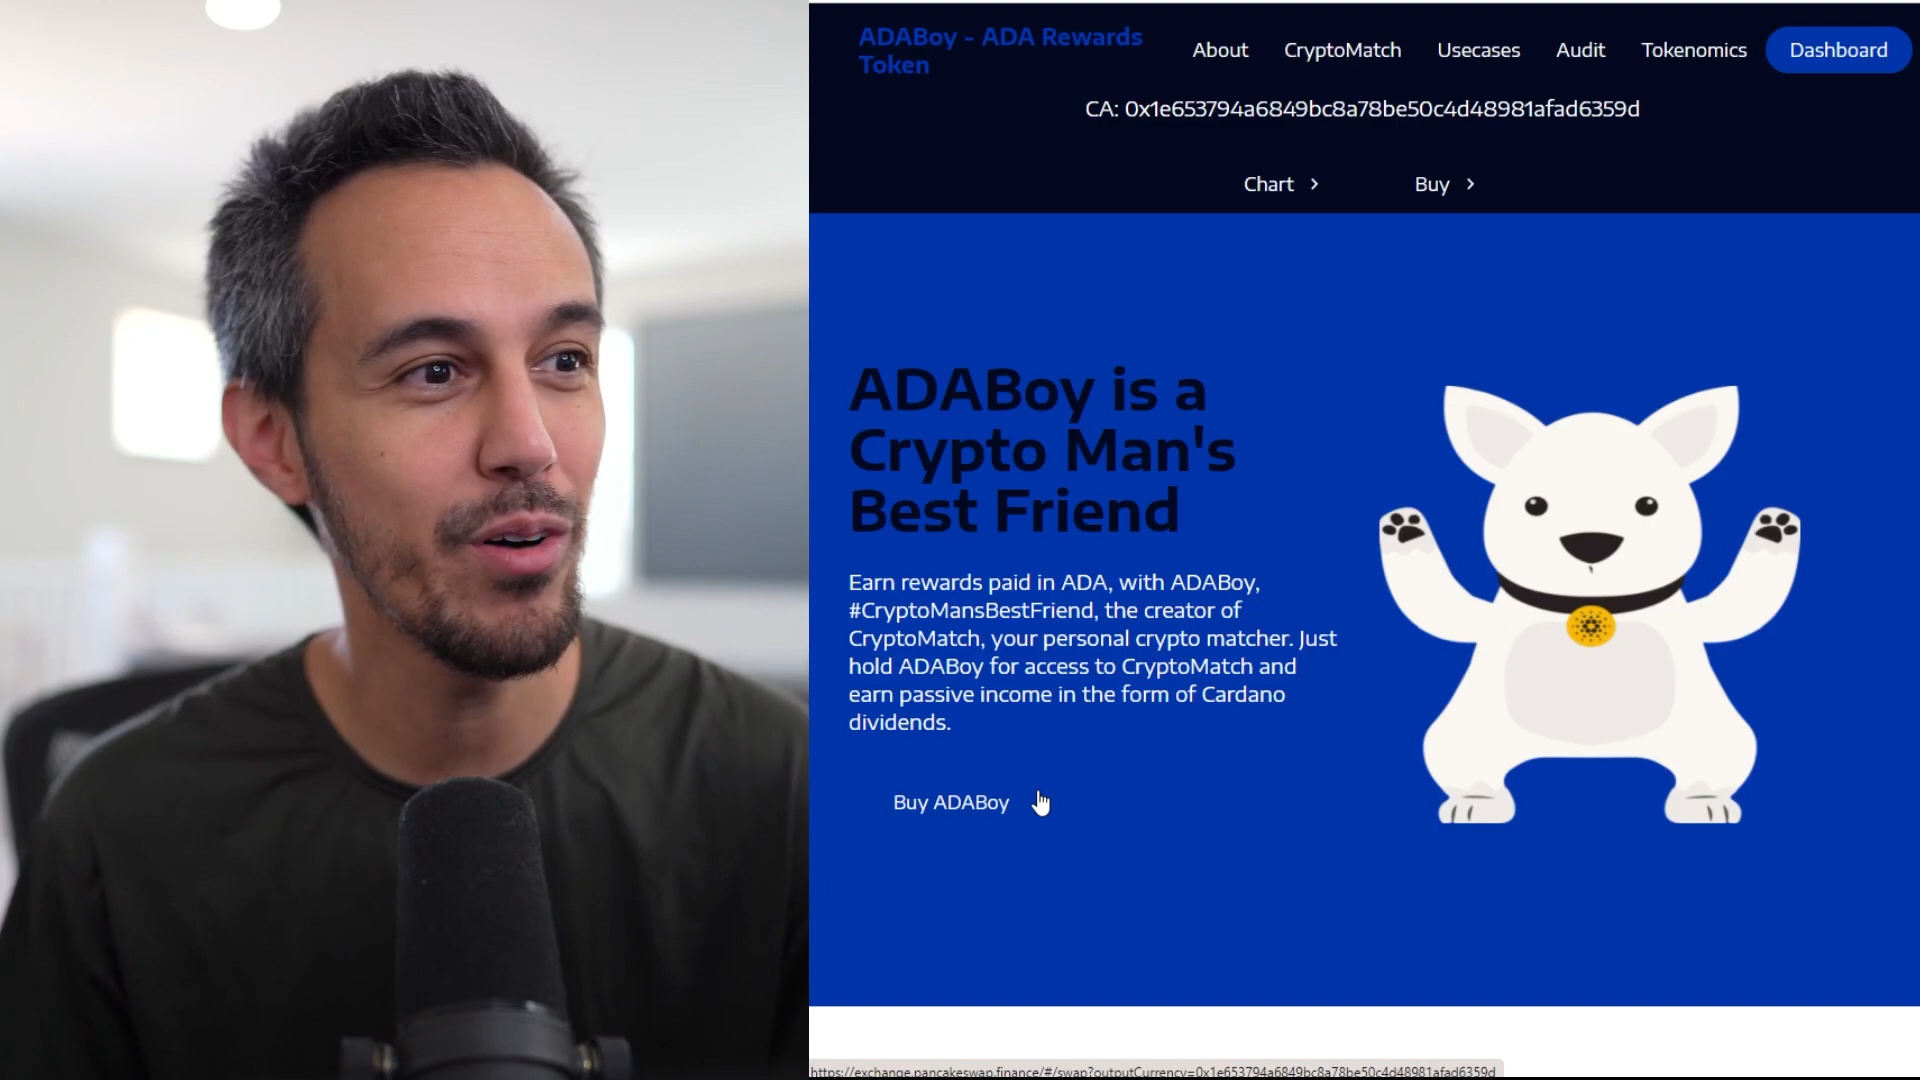 ADABoy - ADA Rewards
Token
About
CryptoMatch
Usecases
Audit
Tokenomics
Dashboard
CA: 0x1e653794a6849bc8a78be50c4d48981afad6359d
Chart
Buy
ADABoy is a
Crypto Man's
Best Friend
Earn rewards paid in ADA, with ADABoy,
#CryptoMansBestFriend, the creator of
CryptoMatch, your personal crypto matcher. Just
hold ADABoy for access to CryptoMatch and
earn passive income in the form of Cardano
dividends.
Buy ADABoy
https://exchange.pancakeswap.finance/#/swap?outputCurrency=0x1e653794a6849bc8a78be50c4d48981afad6359d